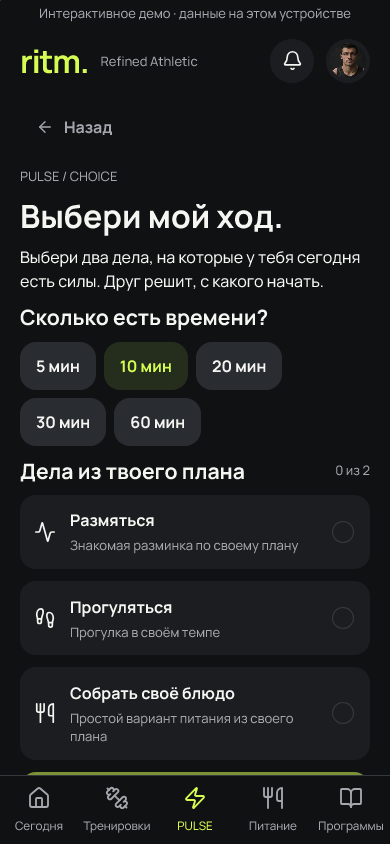 Интерактивное демо · данные на этом устройстве
ritm. Refined Athletic
Назад
PULSE / CHOICE
Выбери мой ход.
Выбери два дела, на которые у тебя сегодня
есть силы. Друг решит, с какого начать.
Сколько есть времени?
5 мин 10 мин 20 мин
30 мин 60 мин
Дела из твоего плана 0 из 2
Размяться
Знакомая разминка по своему плану
Прогуляться
Прогулка в своём темпе
Собрать своё блюдо
Простой вариант питания из своего
плана
Сегодня Тренировки PULSE Питание Программы